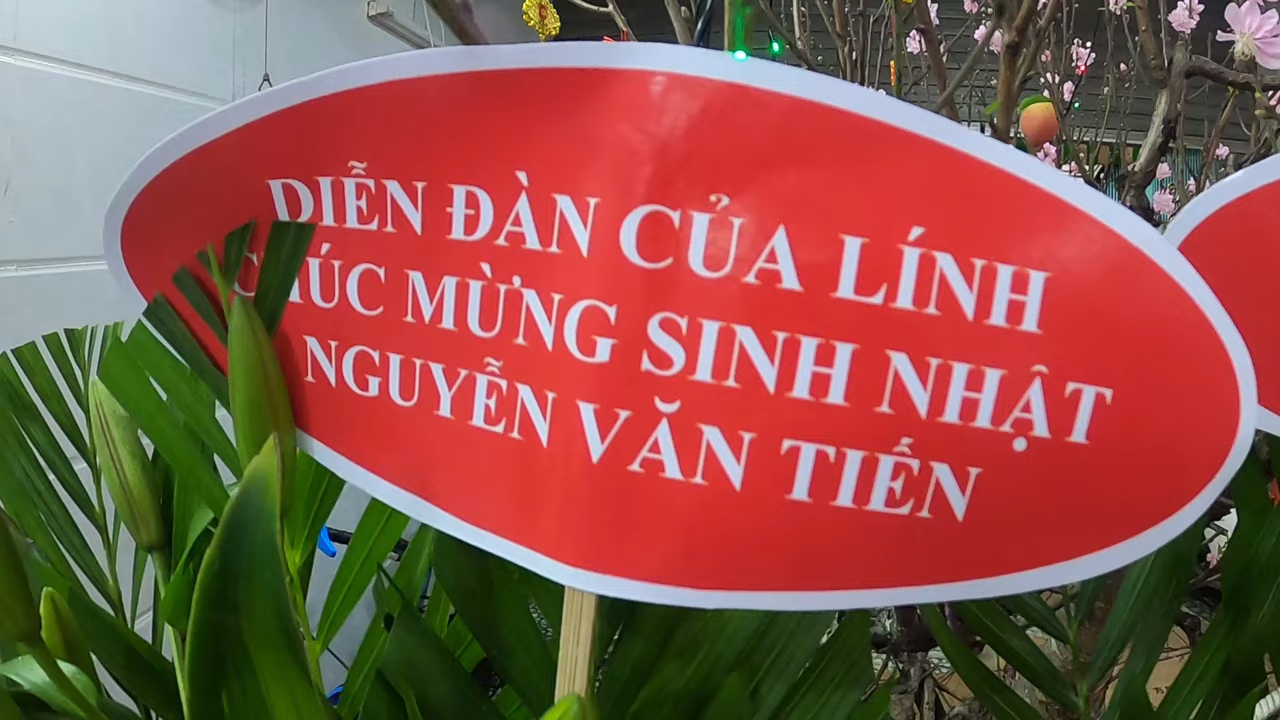 DIỄN ĐÀN CỦA LÍNH
CHÚC MỪNG SINH NHẬT
NGUYỄN VĂN TIẾN